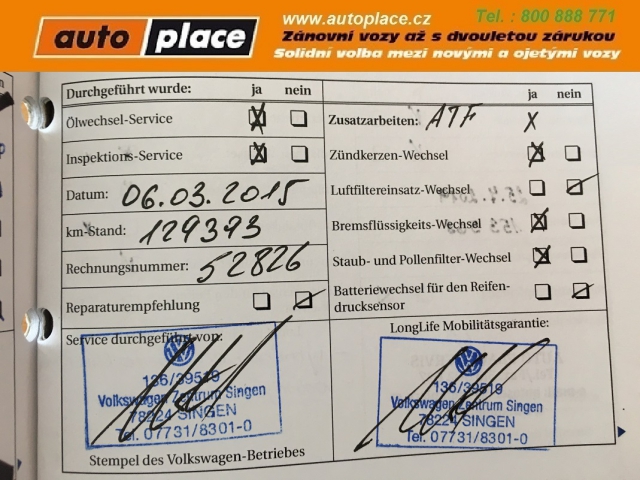 auto place
www.autoplace.cz
Tel. : 800 888 771
Zánovní vozy až s dvouletou zárukou
Solidní volba mezi novými a ojetými vozy
Durchgeführt wurde: ja nein
Ölwechsel-Service
Inspektions-Service
Datum: 06.03.2015
km-Stand: 129393
Rechnungsnummer: 52826
Reparaturempfehlung
Service durchgeführt von:
136/39519
Volkswagen Zentrum Singen
78224 SINGEN
Tel. 07731/8301-0
Stempel des Volkswagen-Betriebes
ja nein
Zusatzarbeiten: ATF X
Zündkerzen-Wechsel
Luftfiltereinsatz-Wechsel
Bremsflüssigkeits-Wechsel
Staub- und Pollenfilter-Wechsel
Batteriewechsel für den Reifen-
drucksensor
LongLife Mobilitätsgarantie:
136/39519
Volkswagen Zentrum Singen
78224 SINGEN
Tel. 07731/8301-0